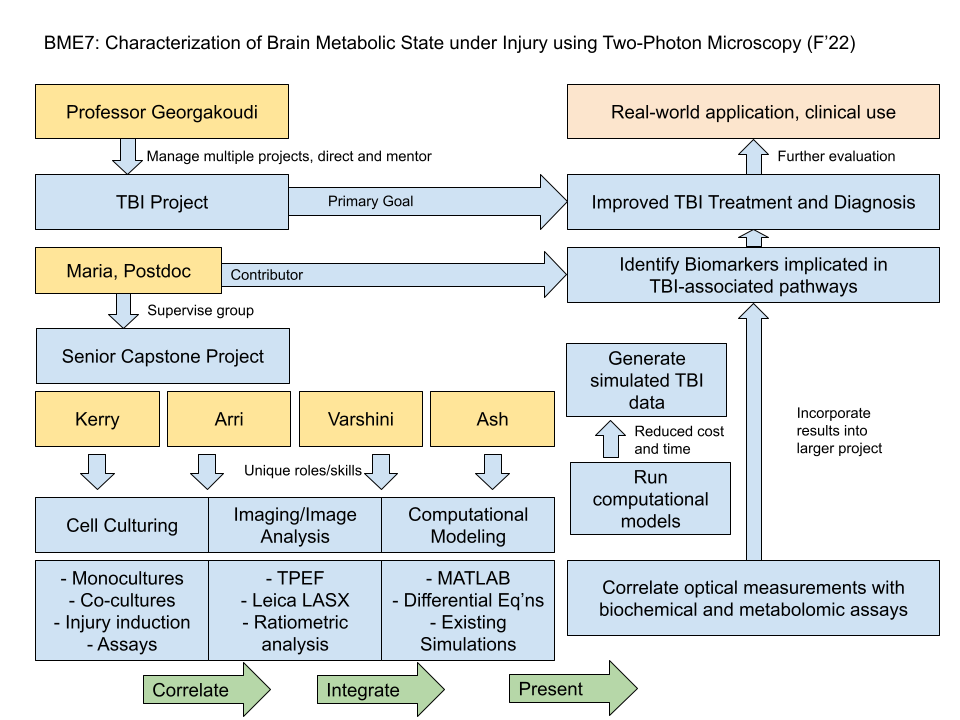 BME7: Characterization of Brain Metabolic State under Injury using Two-Photon Microscopy (F’22)
Professor Georgakoudi
Manage multiple projects, direct and mentor
TBI Project
Primary Goal
Real-world application, clinical use
Further evaluation
Improved TBI Treatment and Diagnosis
Maria, Postdoc
Contributor
Identify Biomarkers implicated in
TBI-associated pathways
Supervise group
Senior Capstone Project
Kerry
Arri
Varshini
Ash
Unique roles/skills
Cell Culturing
Imaging/Image
Analysis
Computational
Modeling
- Monocultures
- Co-cultures
- Injury induction
- Assays
- TPEF
- Leica LASX
- Ratiometric
analysis
- MATLAB
- Differential Eq’ns
- Existing
Simulations
Generate
simulated TBI
data
Reduced cost
and time
Run
computational
models
Incorporate
results into
larger project
Correlate optical measurements with
biochemical and metabolomic assays
Correlate
Integrate
Present